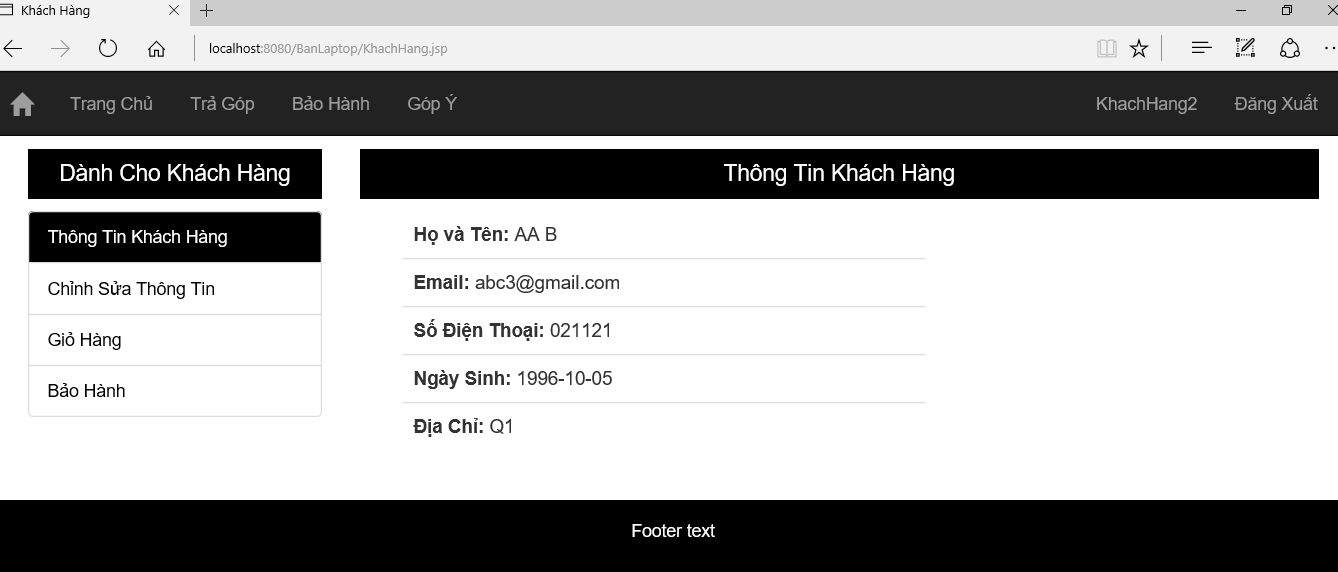 Khách Hàng
localhost:8080/BanLaptop/KhachHang.jsp
Trang Chủ Trả Góp Bảo Hành Góp Ý KhachHang2 Đăng Xuất
Dành Cho Khách Hàng
Thông Tin Khách Hàng
Chỉnh Sửa Thông Tin
Giỏ Hàng
Bảo Hành
Thông Tin Khách Hàng
Họ và Tên: AA B
Email: abc3@gmail.com
Số Điện Thoại: 021121
Ngày Sinh: 1996-10-05
Địa Chỉ: Q1
Footer text